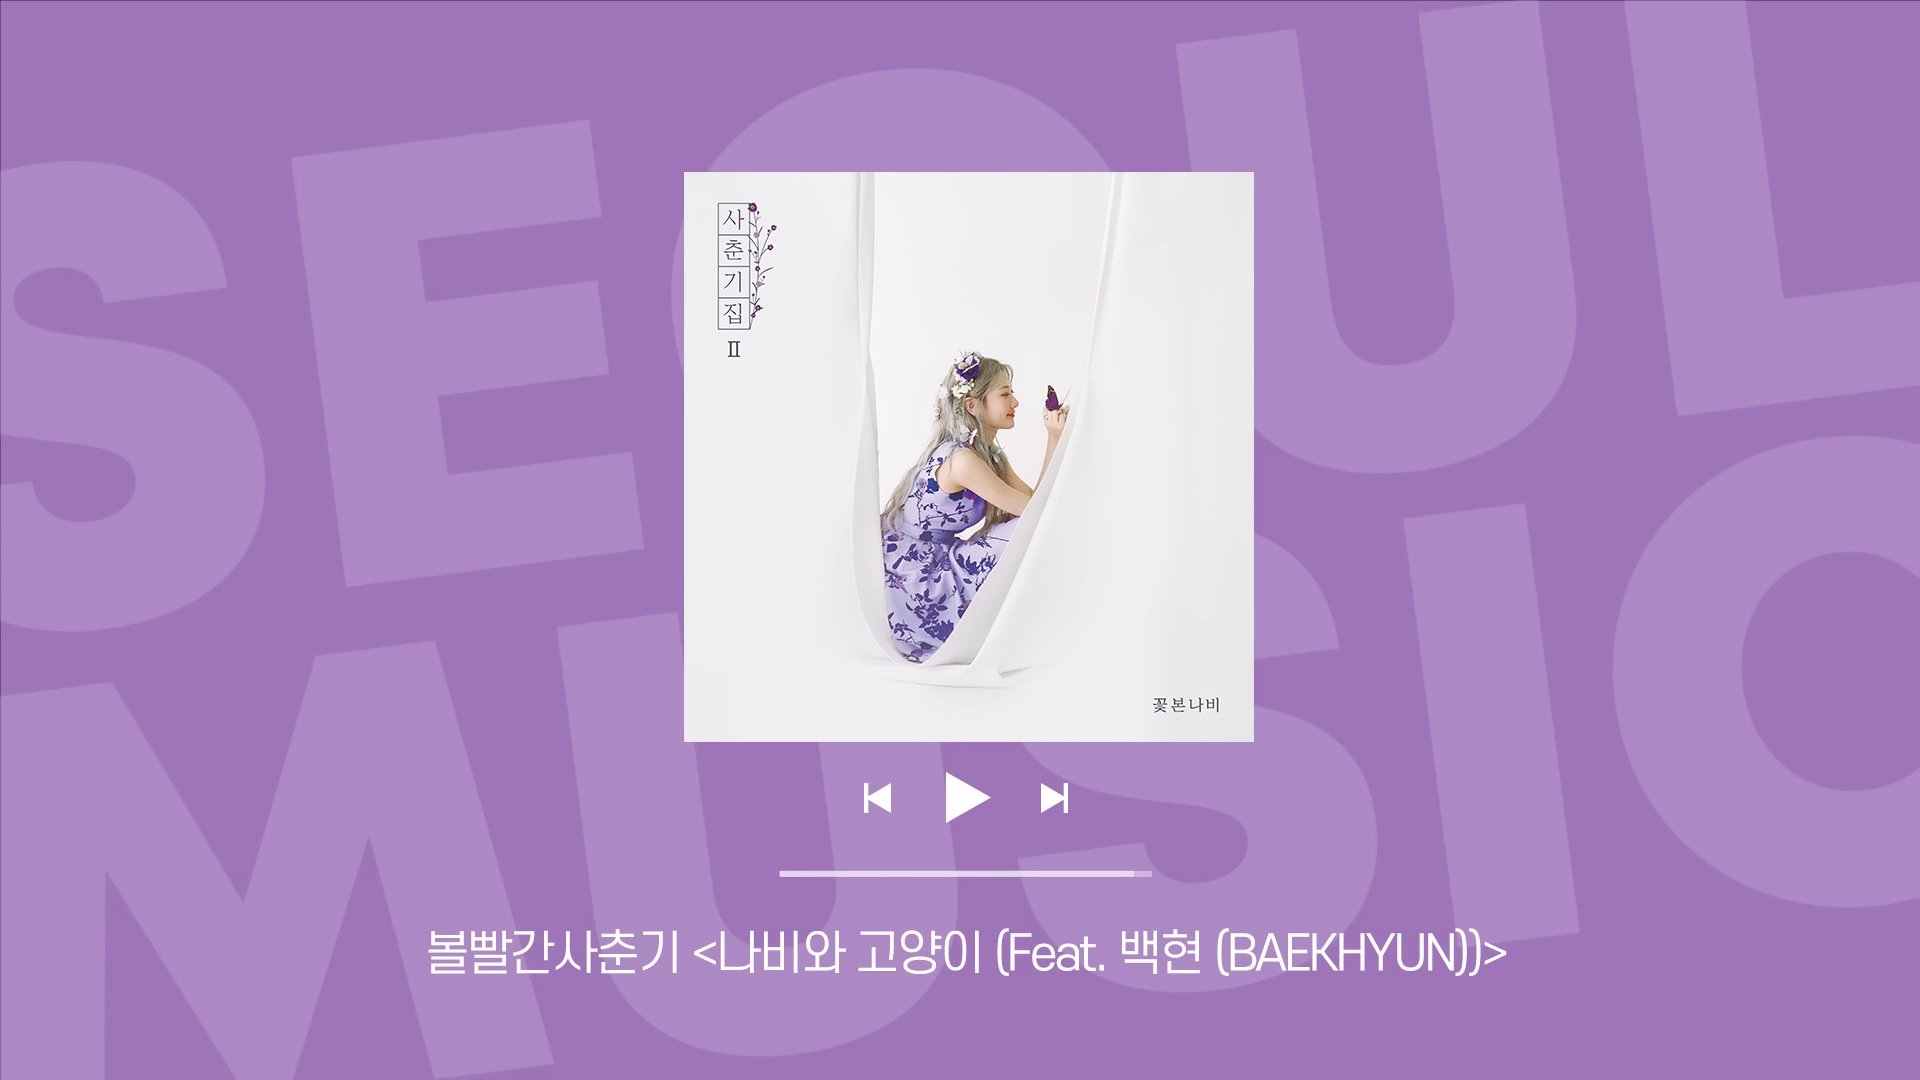 SEOUL
MUSIC
사
춘
기
집
Ⅱ
꽃본나비
볼빨간사춘기 <나비와 고양이 (Feat. 백현 (BAEKHYUN))>